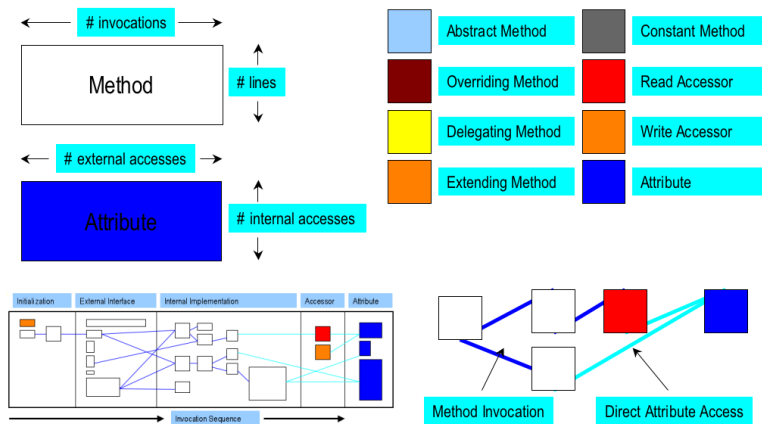 # invocations
Method
# lines
# external accesses
Attribute
# internal accesses
Abstract Method
Constant Method
Overriding Method
Read Accessor
Delegating Method
Write Accessor
Extending Method
Attribute
Initialization
External Interface
Internal Implementation
Accessor
Attribute
Invocation Sequence
Method Invocation
Direct Attribute Access